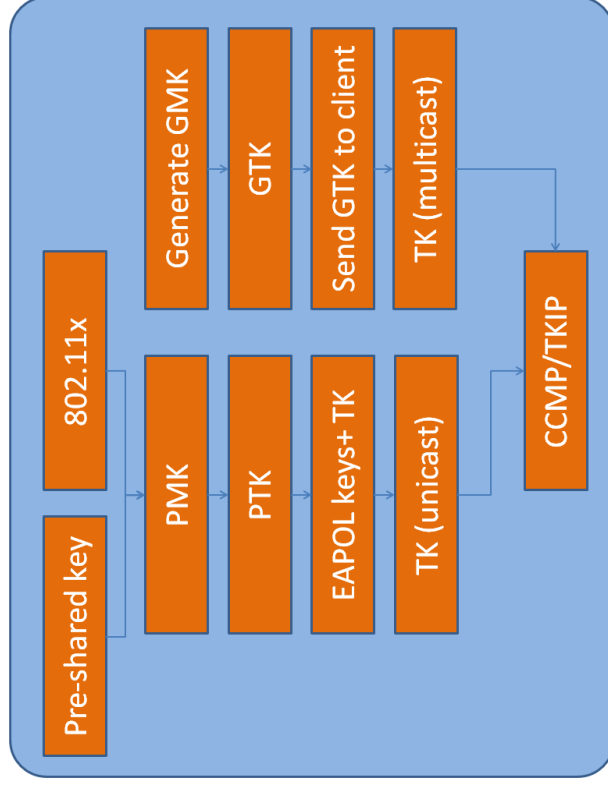 Pre-shared key
802.11x
PMK
PTK
EAPOL keys+ TK
TK (unicast)
Generate GMK
GTK
Send GTK to client
TK (multicast)
CCMP/TKIP